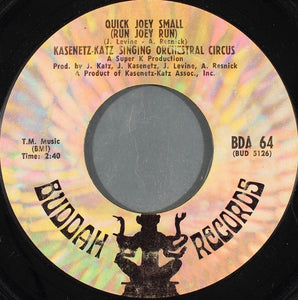 QUICK JOEY SMALL
(RUN JOEY RUN)
(J. Levine - A. Resnick)
KASENETZ-KATZ SINGING ORCHESTRAL CIRCUS
A Super K Production
Prod. by J. Katz, J. Kasenetz, J. Levine, A. Resnick
A Product of Kasenetz-Katz Assoc., Inc.
T.M. Music
(BMI)
Time: 2:40
BDA 64
(BUD 5126)
BUDDAH RECORDS